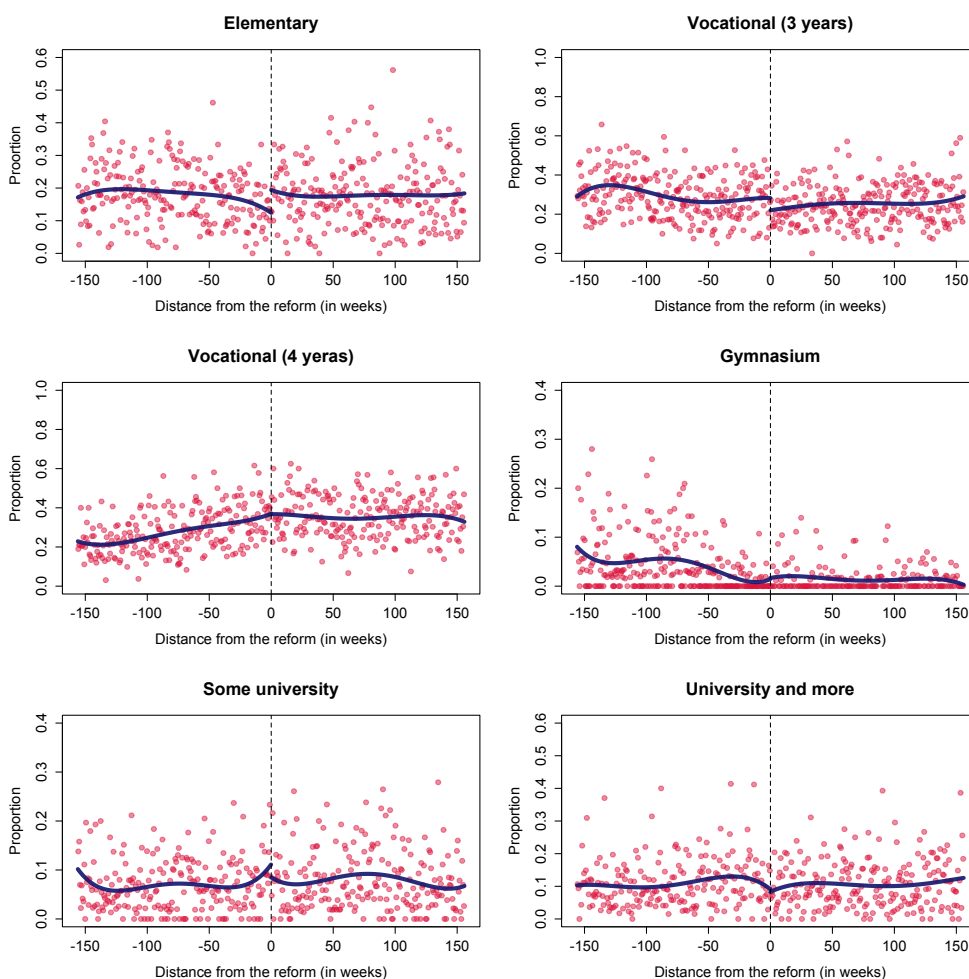 Elementary
Proortion
0.0 0.1 0.2 0.3 0.4 0.5 0.6
-150 -100 -50 0 50 100 150
Distance from the reform (in weeks)
Vocational (3 years)
Proportion
0.0 0.2 0.4 0.6 0.8 1.0
-150 -100 -50 0 50 100 150
Distance from the reform (in weeks)
Vocational (4 yeras)
Proportion
0.0 0.2 0.4 0.6 0.8 1.0
-150 -100 -50 0 50 100 150
Distance from the reform (in weeks)
Gymnasium
Proportion
0.0 0.1 0.2 0.3 0.4
-150 -100 -50 0 50 100 150
Distance from the reform (in weeks)
Some university
Proportion
0.0 0.1 0.2 0.3 0.4
-150 -100 -50 0 50 100 150
Distance from the reform (in weeks)
University and more
Proportion
0.0 0.1 0.2 0.3 0.4 0.5 0.6
-150 -100 -50 0 50 100 150
Distance from the reform (in weeks)